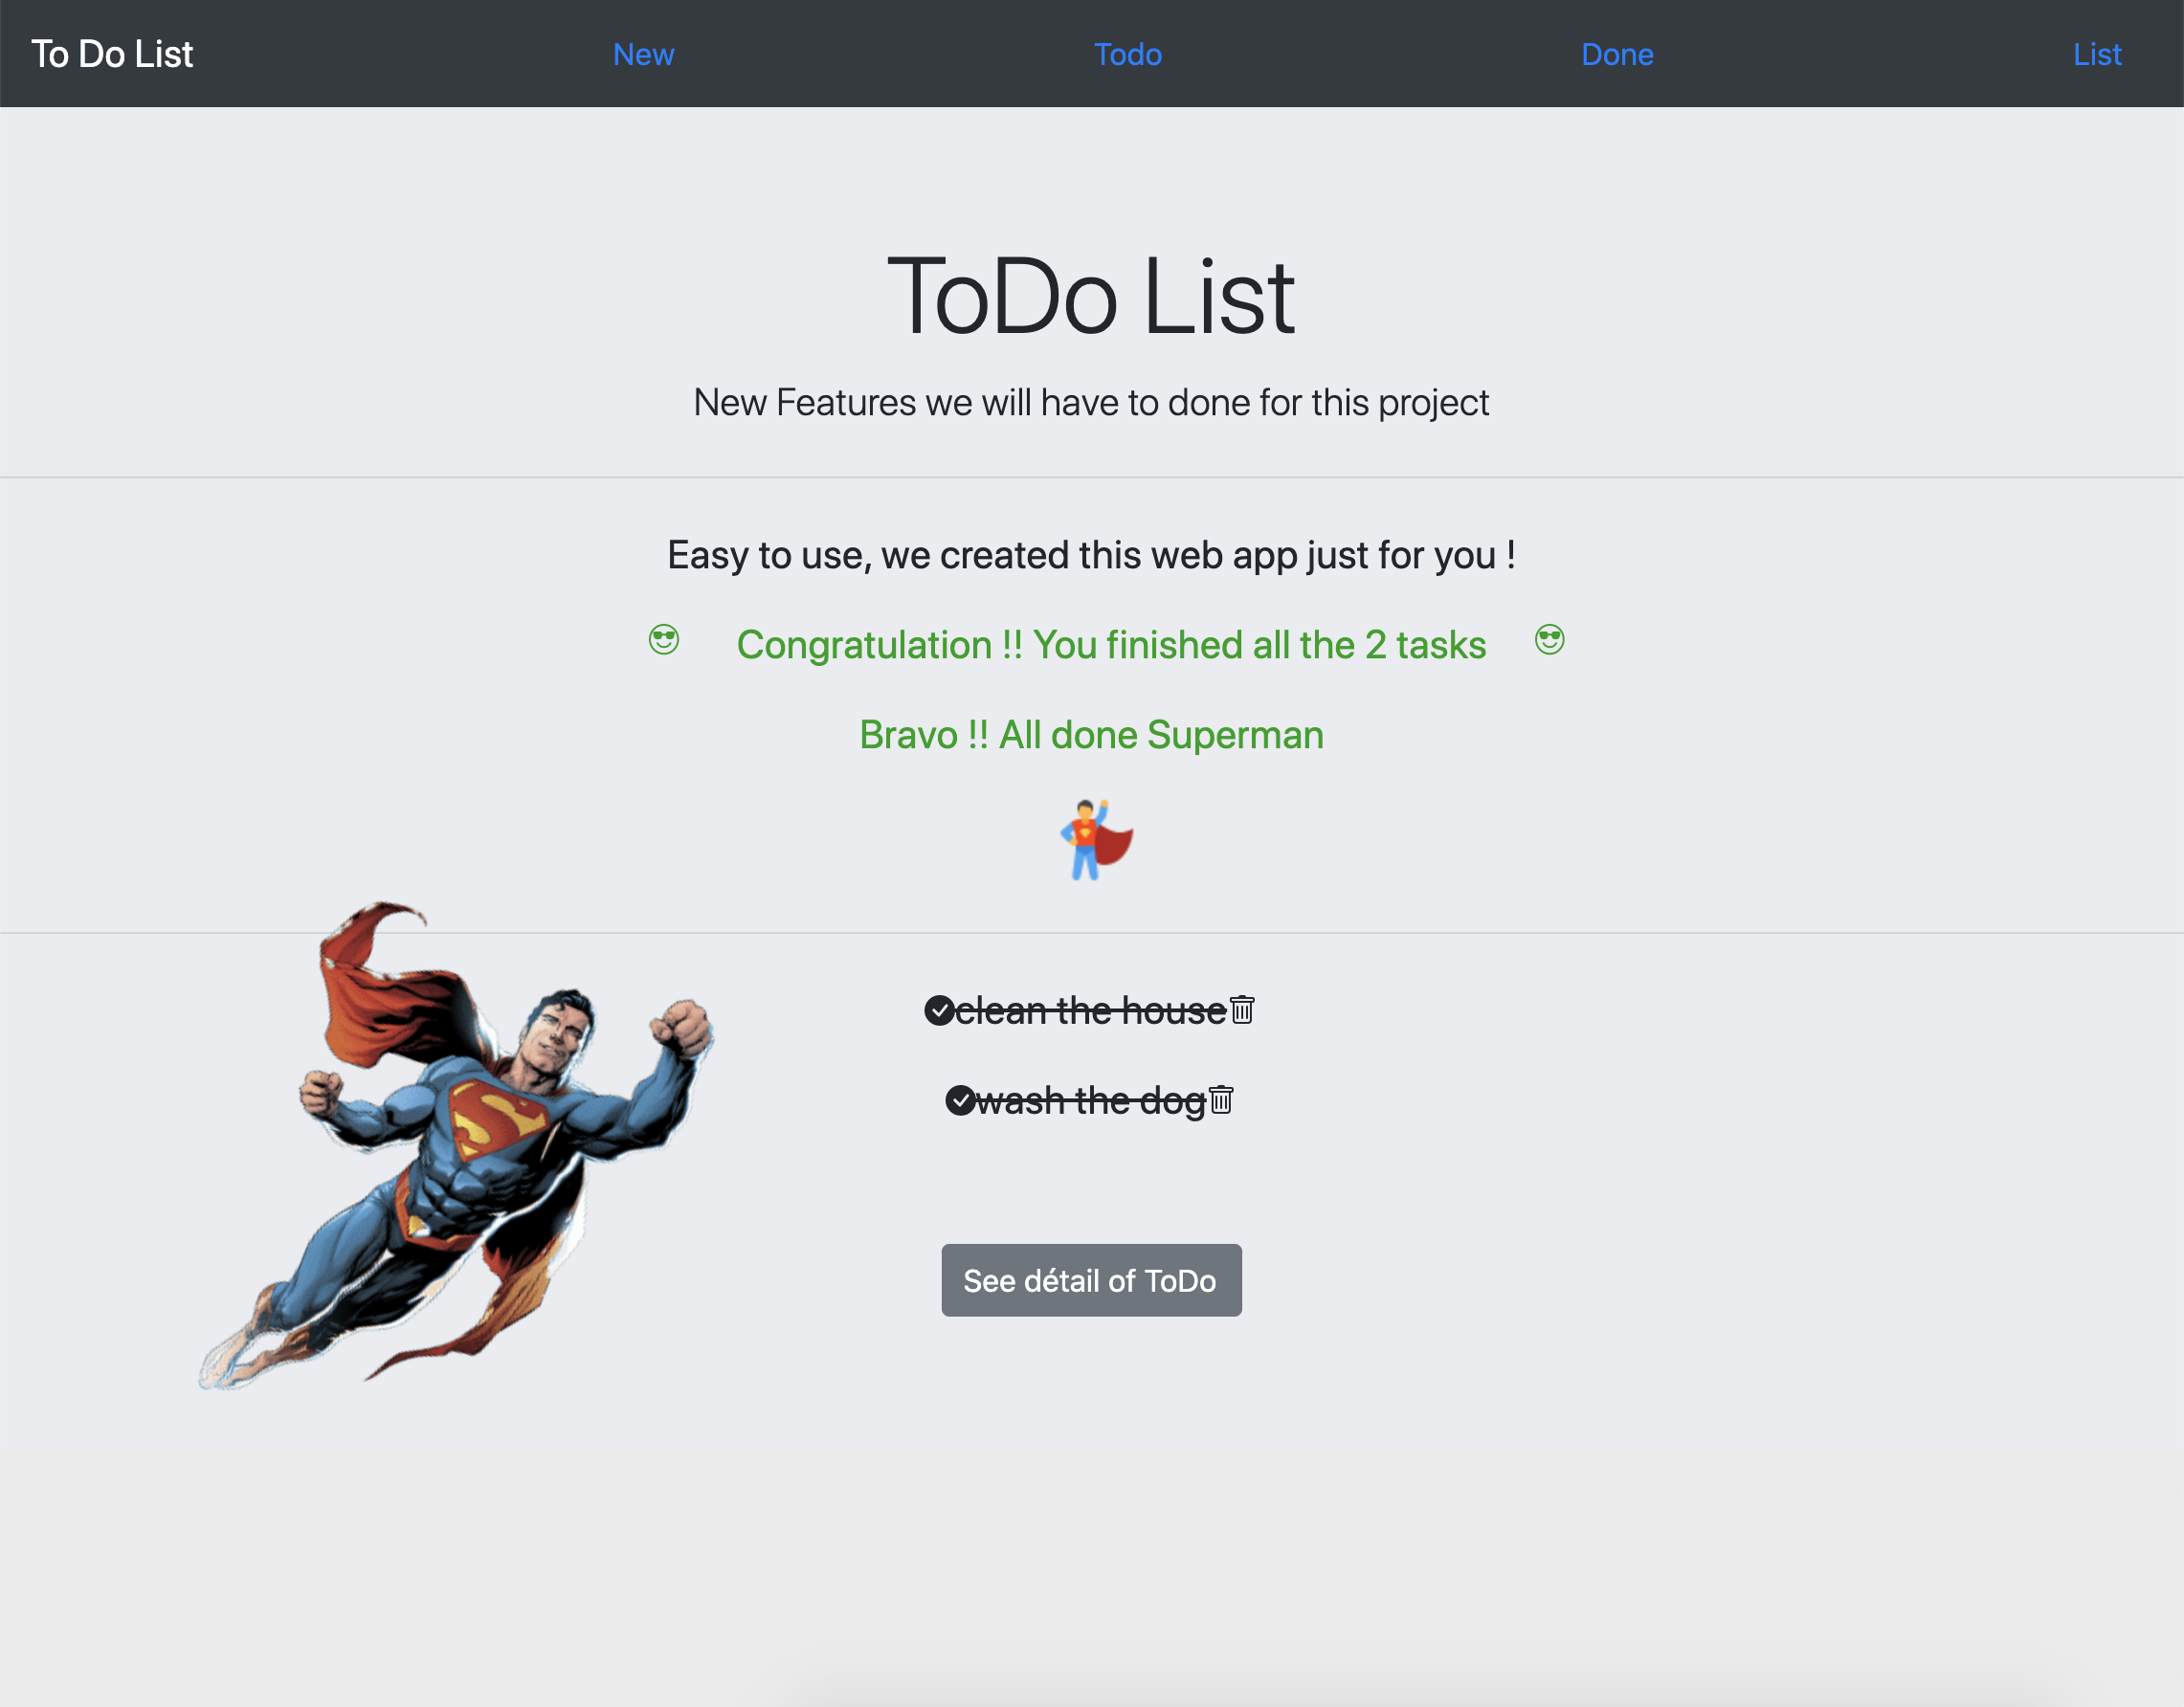 To Do List New Todo Done List
ToDo List
New Features we will have to done for this project
Easy to use, we created this web app just for you !
Congratulation !! You finished all the 2 tasks
Bravo !! All done Superman
clean the house
wash the dog
S
See détail of ToDo